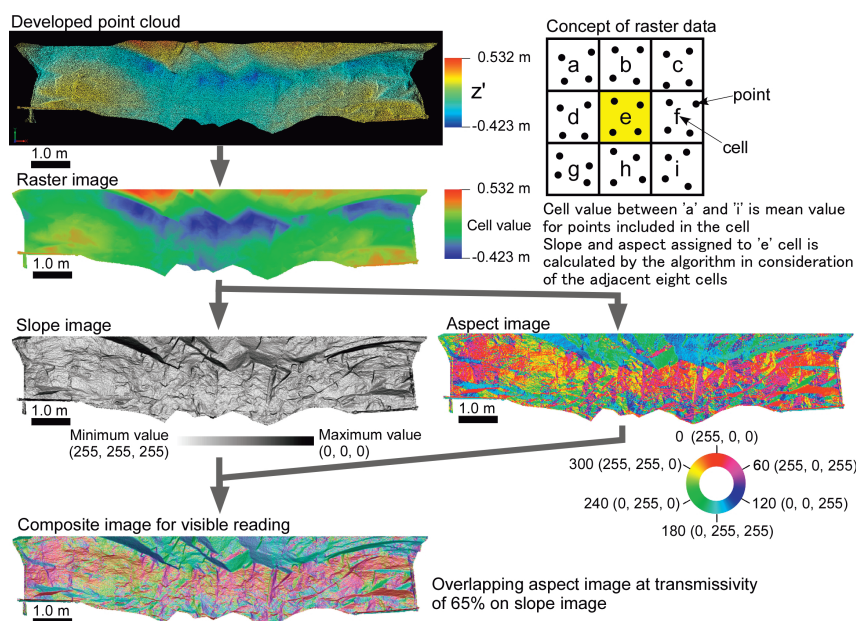 Developed point cloud
0.532 m
z'
-0.423 m
1.0 m
Concept of raster data
a
b
c
d
e
f
g
h
i
point
cell
Cell value between 'a' and 'i' is mean value
for points included in the cell
Slope and aspect assigned to 'e' cell is
calculated by the algorithm in consideration
of the adjacent eight cells
Raster image
0.532 m
Cell value
-0.423 m
1.0 m
Slope image
1.0 m
Minimum value
(255, 255, 255)
Maximum value
(0, 0, 0)
Aspect image
1.0 m
0 (255, 0, 0)
300 (255, 255, 0)
60 (255, 0, 255)
240 (0, 255, 0)
120 (0, 0, 255)
180 (0, 255, 255)
Composite image for visible reading
1.0 m
Overlapping aspect image at transmissivity
of 65% on slope image